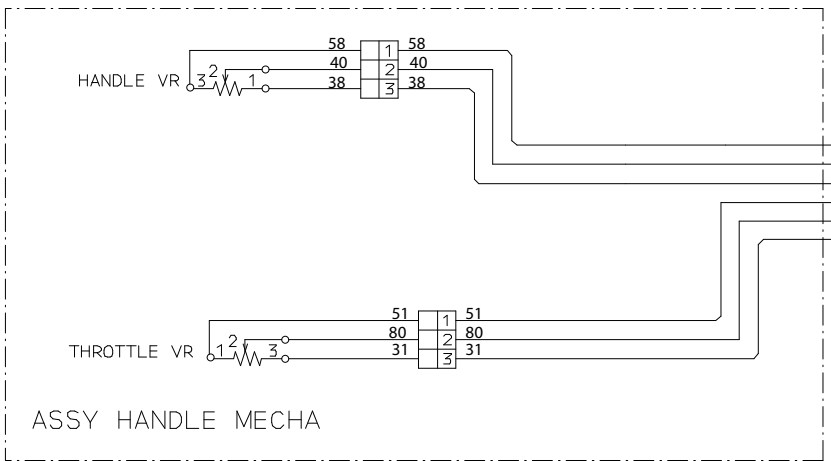 58 1 58
40 2 40
HANDLE VR 3 2 1 38 3 38
51 1 51
80 2 80
THROTTLE VR 1 2 3 31 3 31
ASSY HANDLE MECHA